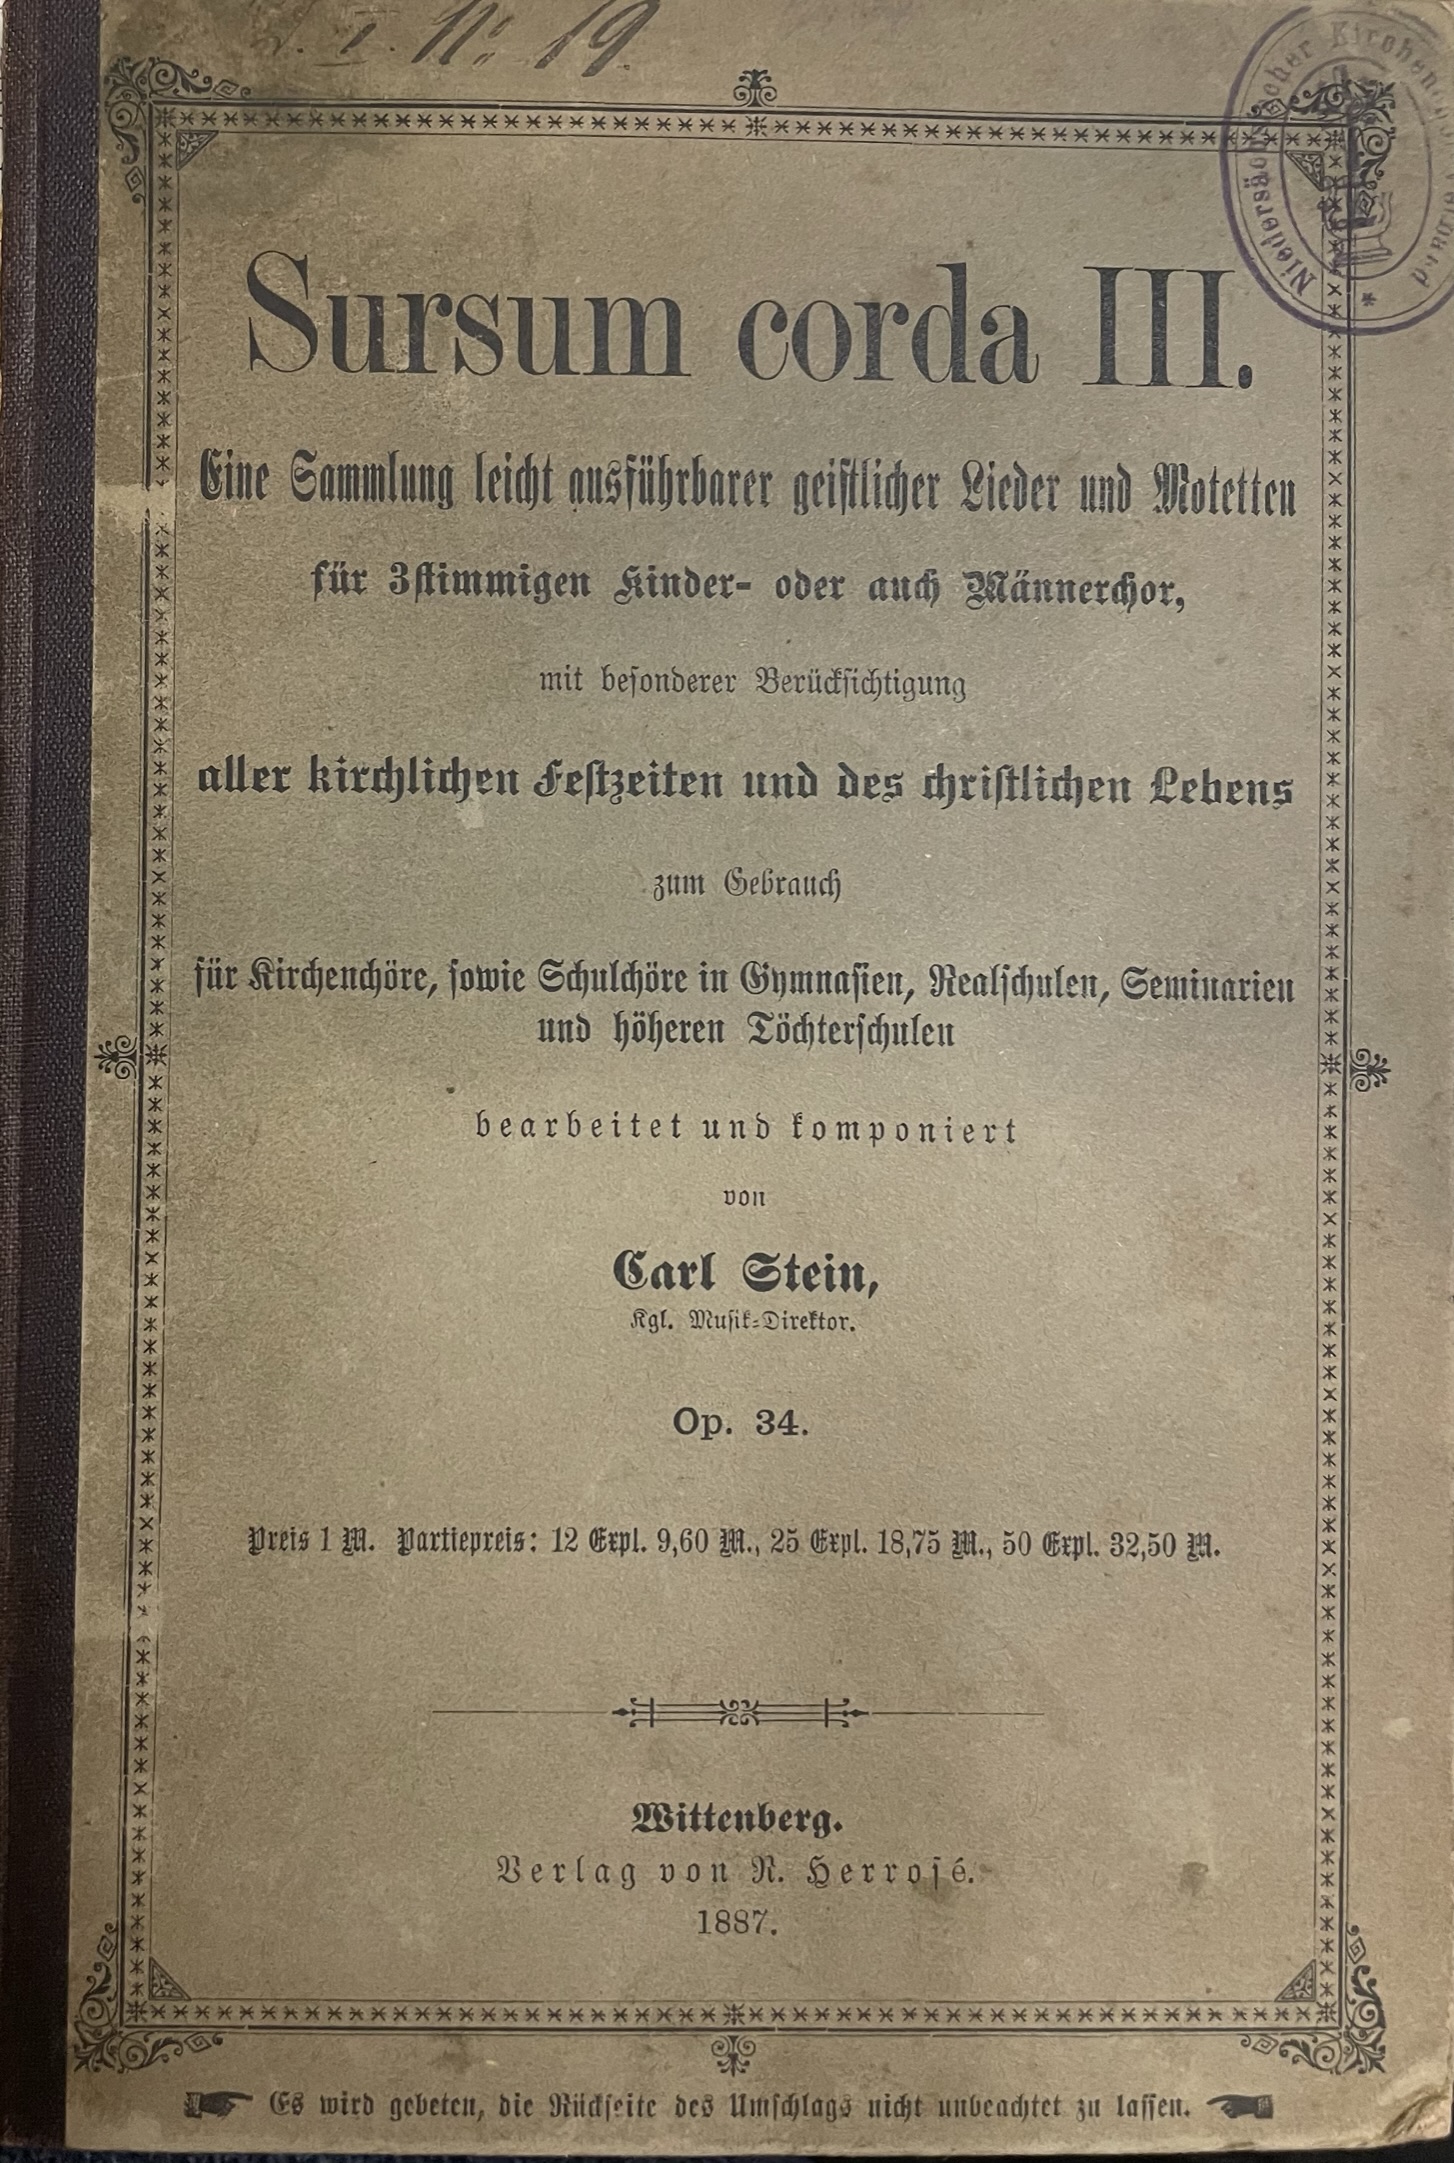 I. No. 19.
Niedersächsischer Kirchen
Sursum corda III.
Eine Sammlung leicht ausführbarer geistlicher Lieder und Motetten
für 3stimmigen Kinder- oder auch Männerchor,
mit besonderer Berücksichtigung
aller kirchlichen Festzeiten und des christlichen Lebens
zum Gebrauch
für Kirchenchöre, sowie Schulchöre in Gymnasien, Realschulen, Seminarien
und höheren Töchterschulen
bearbeitet und komponiert
von
Carl Stein,
Kgl. Musik-Direktor.
Op. 34.
Preis 1 M. Partiepreis: 12 Expl. 9,60 M., 25 Expl. 18,75 M., 50 Expl. 32,50 M.
Wittenberg.
Verlag von R. Herrosé.
1887.
Es wird gebeten, die Rückseite des Umschlags nicht unbeachtet zu lassen.